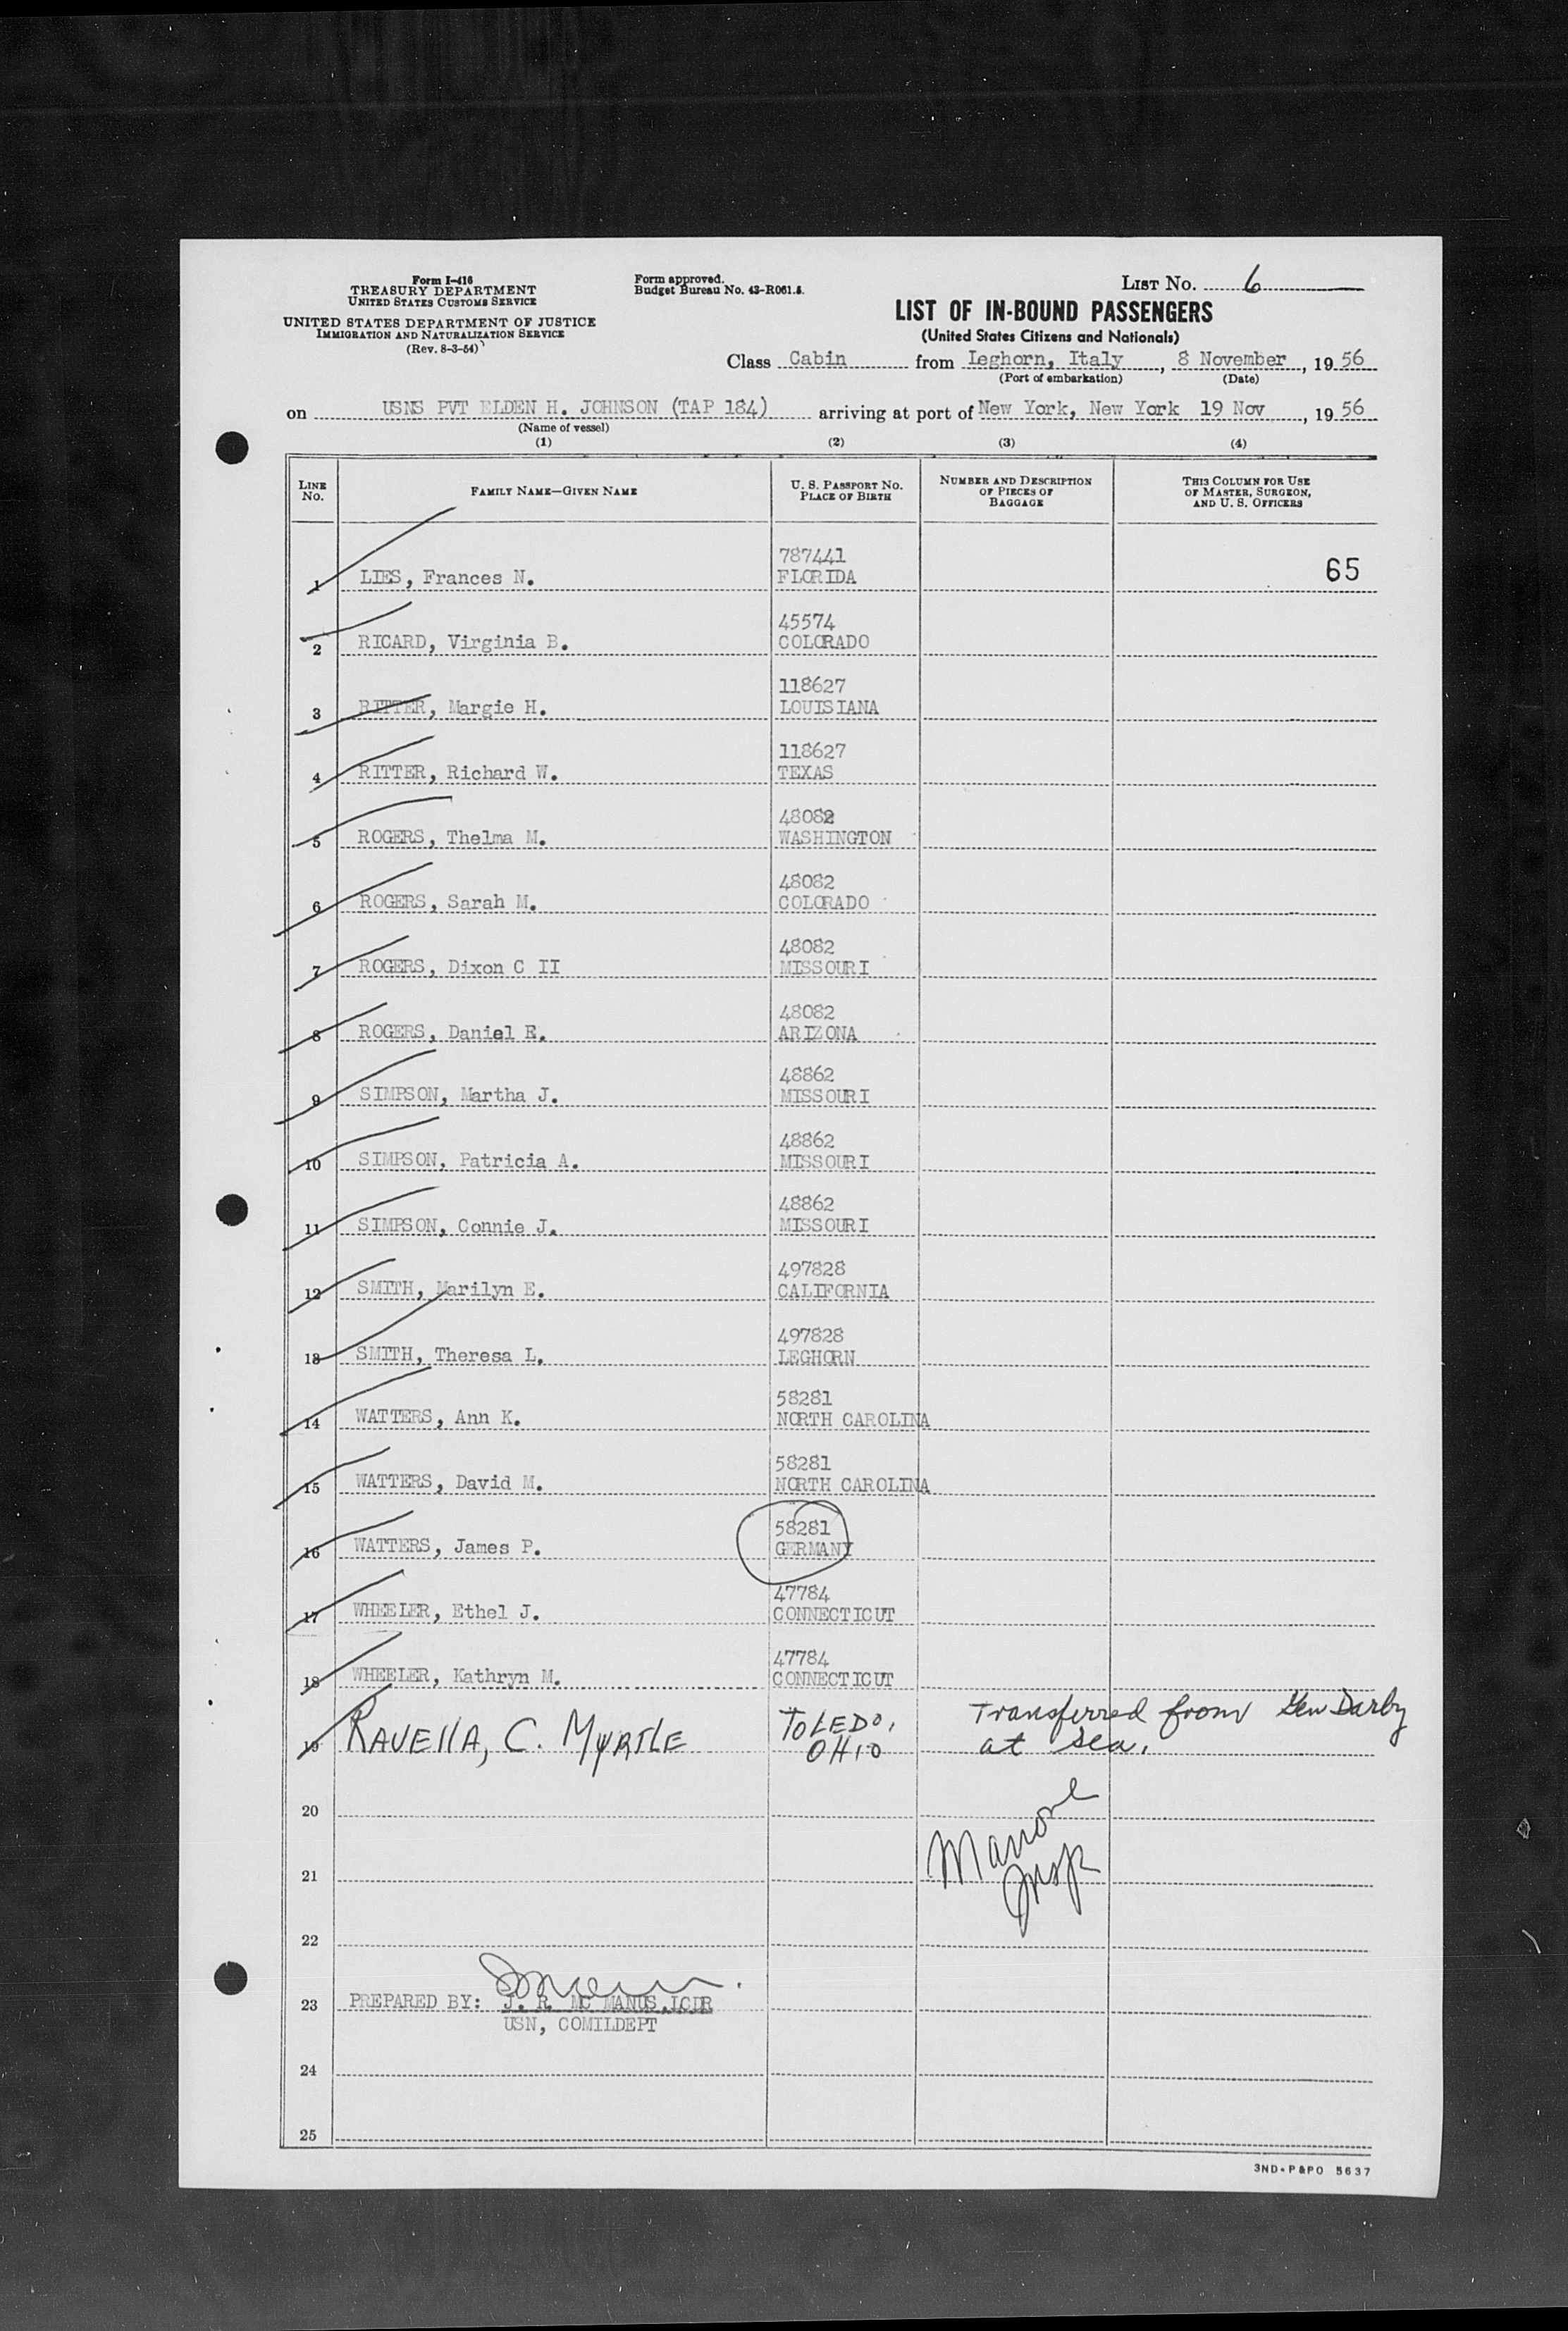 Form I-416
TREASURY DEPARTMENT
UNITED STATES CUSTOMS SERVICE
UNITED STATES DEPARTMENT OF JUSTICE
IMMIGRATION AND NATURALIZATION SERVICE
(Rev. 8-3-54)
Form approved.
Budget Bureau No. 43-R061.5.
LIST No. 6
LIST OF IN-BOUND PASSENGERS
(United States Citizens and Nationals)
Class Cabin from Leghorn, Italy, 8 November, 1956
(Port of embarkation) (Date)
on USNS PVT ELDEN H. JOHNSON (TAP 184) arriving at port of New York, New York 19 Nov, 1956
(Name of vessel)
(1) (2) (3) (4)
LINE No. FAMILY NAME—GIVEN NAME U. S. PASSPORT No. PLACE OF BIRTH NUMBER AND DESCRIPTION OF PIECES OF BAGGAGE THIS COLUMN FOR USE OF MASTER, SURGEON, AND U. S. OFFICERS
787441
1 LIES, Frances N. FLORIDA 65
45574
2 RICARD, Virginia B. COLORADO
118627
3 RITTER, Margie H. LOUISIANA
118627
4 RITTER, Richard W. TEXAS
48082
5 ROGERS, Thelma M. WASHINGTON
48082
6 ROGERS, Sarah M. COLORADO
48082
7 ROGERS, Dixon C II MISSOURI
48082
8 ROGERS, Daniel E. ARIZONA
48862
9 SIMPSON, Martha J. MISSOURI
48862
10 SIMPSON, Patricia A. MISSOURI
48862
11 SIMPSON, Connie J. MISSOURI
497828
12 SMITH, Marilyn E. CALIFORNIA
497828
13 SMITH, Theresa L. LEGHORN
58281
14 WATTERS, Ann K. NORTH CAROLINA
58281
15 WATTERS, David M. NORTH CAROLINA
58281
16 WATTERS, James P. GERMANY
47784
17 WHEELER, Ethel J. CONNECTICUT
47784
18 WHEELER, Kathryn M. CONNECTICUT
19 RAVELLA, C. MYRTLE TOLEDO, OHIO Transferred from Gen Darby at sea.
20
21
Insp
22
23 PREPARED BY: J. R. MC MANUS, LCDR
USN, COMILDEPT
24
25
3ND-P&PO 5637